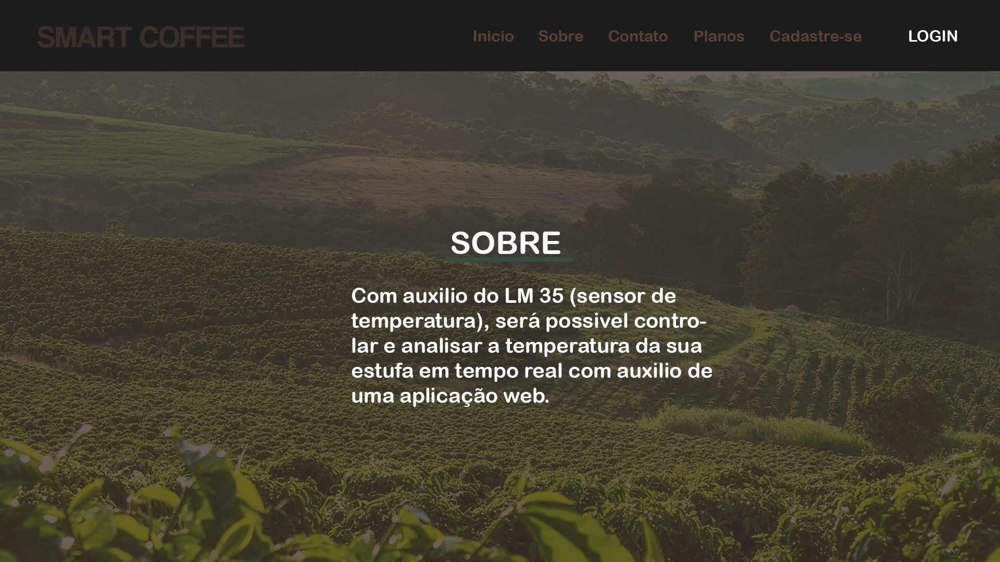 SMART COFFEE
Inicio Sobre Contato Planos Cadastre-se LOGIN
SOBRE
Com auxilio do LM 35 (sensor de
temperatura), será possivel contro-
lar e analisar a temperatura da sua
estufa em tempo real com auxilio de
uma aplicação web.